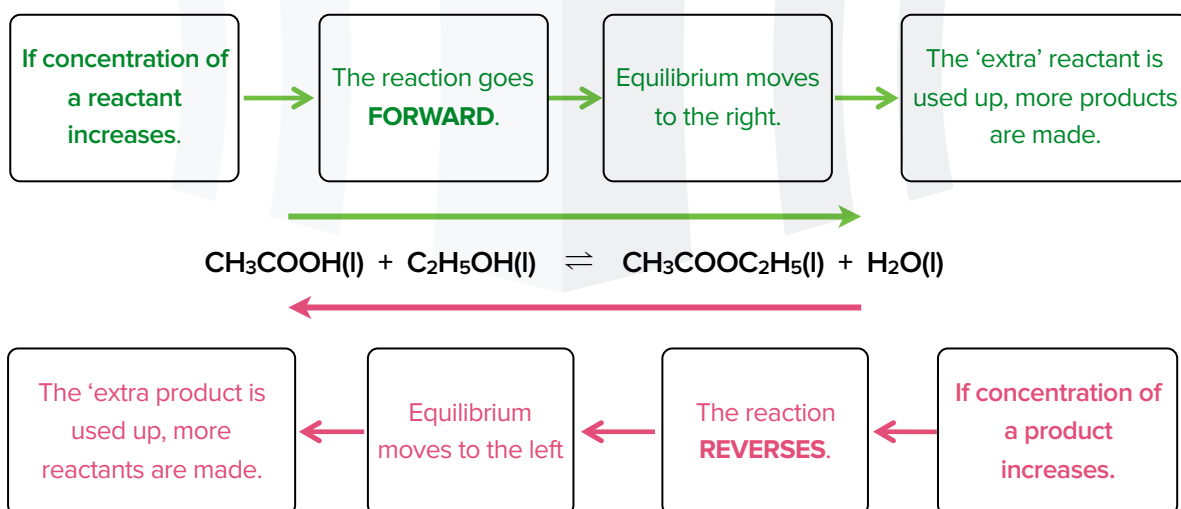 If concentration of
a reactant
increases.
The reaction goes
FORWARD.
Equilibrium moves
to the right.
The ‘extra’ reactant is
used up, more products
are made.
CH₃COOH(l) + C₂H₅OH(l) ⇌ CH₃COOC₂H₅(l) + H₂O(l)
The ‘extra product is
used up, more
reactants are made.
Equilibrium
moves to the left
The reaction
REVERSES.
If concentration of
a product
increases.